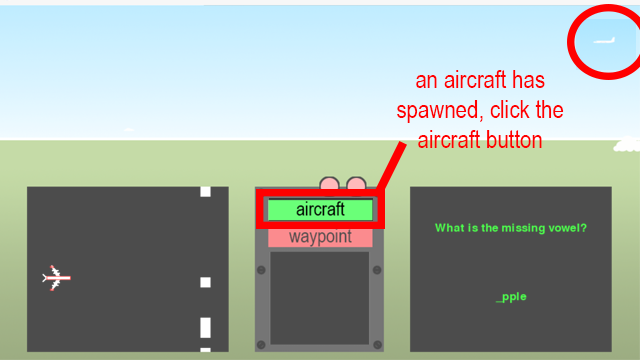 an aircraft has
spawned, click the
aircraft button
aircraft
waypoint
What is the missing vowel?
_pple